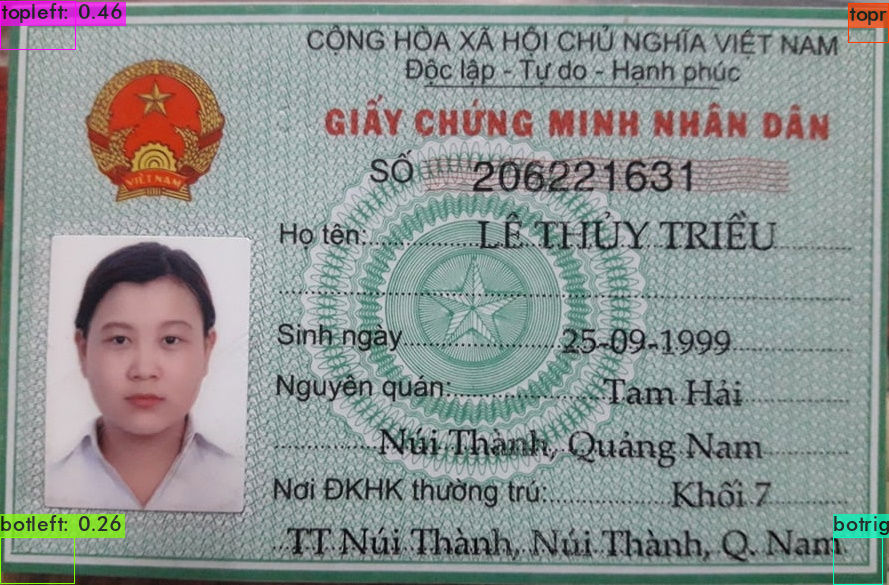 topleft: 0.46
topr
CỘNG HÒA XÃ HỘI CHỦ NGHĨA VIỆT NAM
Độc lập - Tự do - Hạnh phúc
GIẤY CHỨNG MINH NHÂN DÂN
VIỆT NAM
SỐ 206221631
Họ tên: LÊ THỦY TRIỀU
Sinh ngày 25-09-1999
Nguyên quán: Tam Hải
Núi Thành, Quảng Nam
Nơi ĐKHK thường trú: Khối 7
TT Núi Thành, Núi Thành, Q. Nam
botleft: 0.26
botrig